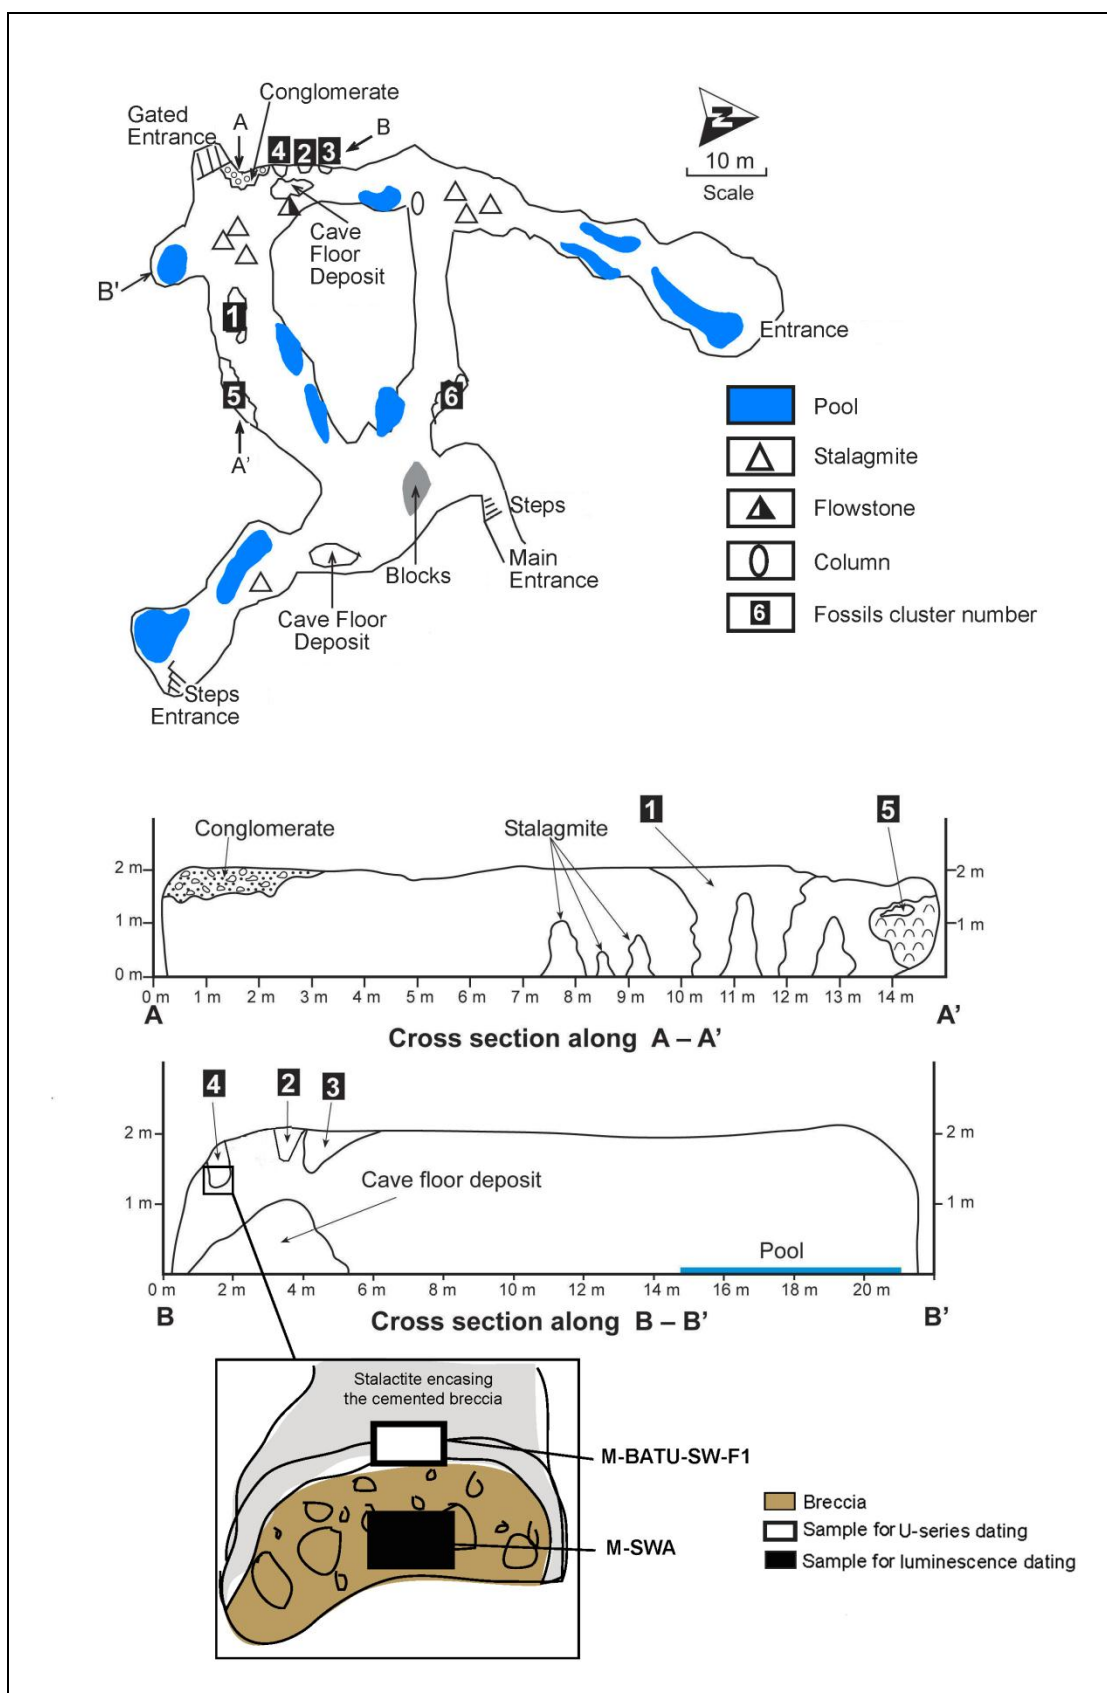 Conglomerate
Gated
Entrance
A
4
2
3
B
N
10 m
Scale
Cave
Floor
Deposit
B'
1
5
6
A'
Entrance
Pool
Stalagmite
Flowstone
Column
6
Fossils cluster number
Steps
Main
Entrance
Blocks
Cave Floor
Deposit
Steps
Entrance
1
5
Conglomerate
Stalagmite
2 m
1 m
0 m
2 m
1 m
0 m 1 m 2 m 3 m 4 m 5 m 6 m 7 m 8 m 9 m 10 m 11 m 12 m 13 m 14 m
A
A’
Cross section along A – A’
4
2
3
2 m
1 m
2 m
1 m
Cave floor deposit
Pool
0 m 2 m 4 m 6 m 8 m 10 m 12 m 14 m 16 m 18 m 20 m
B
B’
Cross section along B – B’
Stalactite encasing
the cemented breccia
M-BATU-SW-F1
M-SWA
Breccia
Sample for U-series dating
Sample for luminescence dating